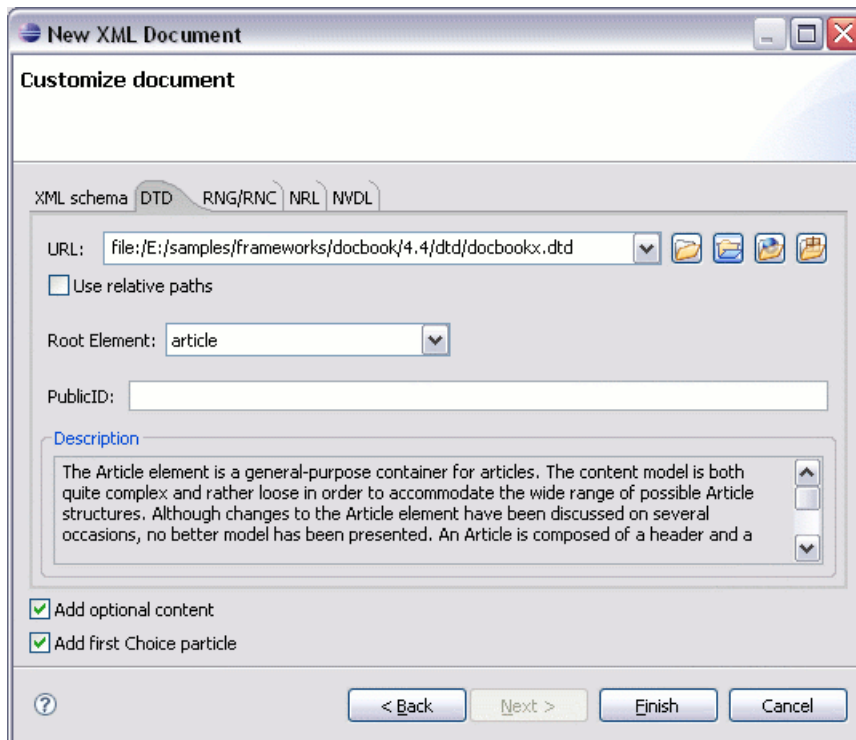 New XML Document
Customize document
XML schema DTD RNG/RNC NRL NVDL
URL: file:/E:/samples/frameworks/docbook/4.4/dtd/docbookx.dtd
Use relative paths
Root Element: article
PublicID:
Description
The Article element is a general-purpose container for articles. The content model is both
quite complex and rather loose in order to accommodate the wide range of possible Article
structures. Although changes to the Article element have been discussed on several
occasions, no better model has been presented. An Article is composed of a header and a
Add optional content
Add first Choice particle
? < Back Next > Finish Cancel